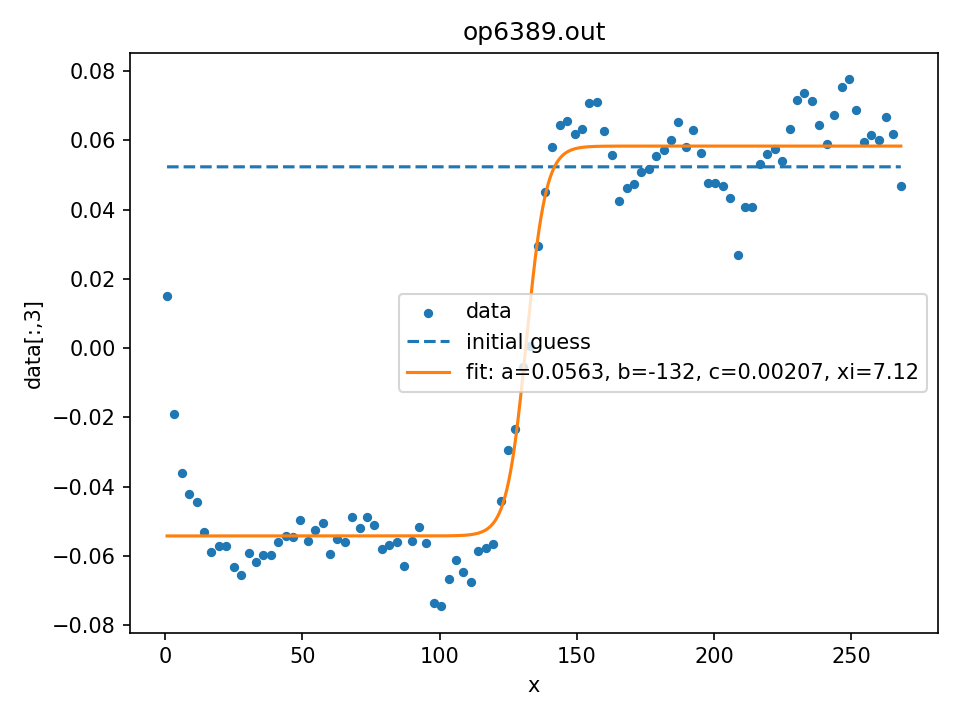 op6389.out
0.08
0.06
0.04
0.02
0.00
−0.02
−0.04
−0.06
−0.08
data[:,3]
data
initial guess
fit: a=0.0563, b=-132, c=0.00207, xi=7.12
0 50 100 150 200 250
x